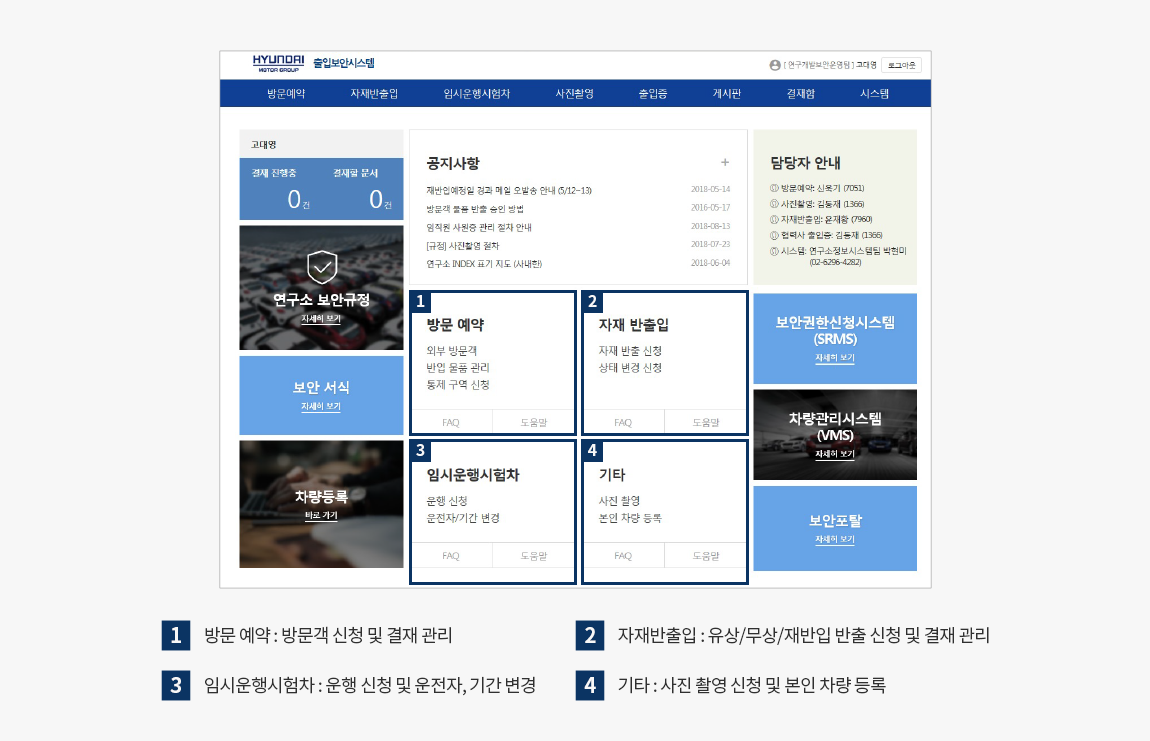 HYUNDAI
MOTOR GROUP
출입보안시스템
[ 연구개발보안운영팀 ] 고대영 로그아웃
방문예약 자재반출입 임시운행시험차 사진촬영 출입증 게시판 결재함 시스템
고대영
결재 진행중 결재할 문서
0건 0건
연구소 보안규정
자세히 보기
보안 서식
자세히 보기
차량등록
바로 가기
공지사항 +
재반입예정일 경과 메일 오발송 안내 (5/12~13) 2018-05-14
방문객 물품 반출 승인 방법 2016-05-17
임직원 사원증 관리 절차 안내 2018-08-13
[규정] 사진촬영 절차 2018-07-23
연구소 INDEX 표기 지도 (사내한) 2018-06-04
1
방문 예약
외부 방문객
반입 물품 관리
통제 구역 신청
FAQ 도움말
2
자재 반출입
자재 반출 신청
상태 변경 신청
FAQ 도움말
3
임시운행시험차
운행 신청
운전자/기간 변경
FAQ 도움말
4
기타
사진 촬영
본인 차량 등록
FAQ 도움말
담당자 안내
방문예약: 신욱기 (7051)
사진촬영: 김동재 (1366)
자재반출입: 윤재황 (7960)
협력사 출입증: 김동재 (1366)
시스템: 연구소정보시스템팀 박현미
(02-6296-4282)
보안권한신청시스템
(SRMS)
자세히 보기
차량관리시스템
(VMS)
자세히 보기
보안포탈
자세히 보기
1 방문 예약 : 방문객 신청 및 결재 관리
2 자재반출입 : 유상/무상/재반입 반출 신청 및 결재 관리
3 임시운행시험차 : 운행 신청 및 운전자, 기간 변경
4 기타 : 사진 촬영 신청 및 본인 차량 등록